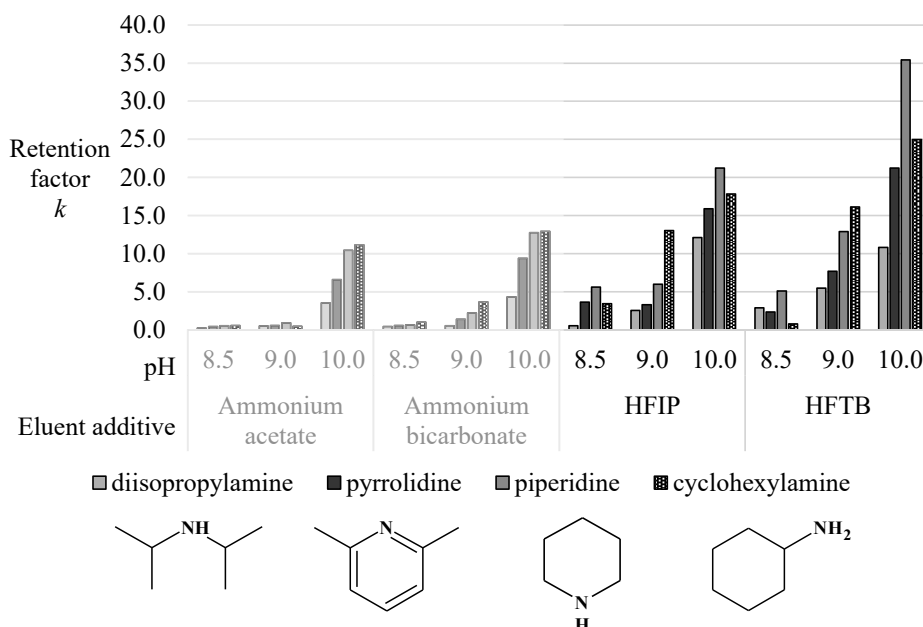 40.0
35.0
30.0
25.0
20.0
15.0
10.0
5.0
0.0
Retention
factor
k
pH
8.5 9.0 10.0 8.5 9.0 10.0 8.5 9.0 10.0 8.5 9.0 10.0
Eluent additive
Ammonium
acetate
Ammonium
bicarbonate
HFIP
HFTB
diisopropylamine pyrrolidine piperidine cyclohexylamine
NH
N
N
H
NH2